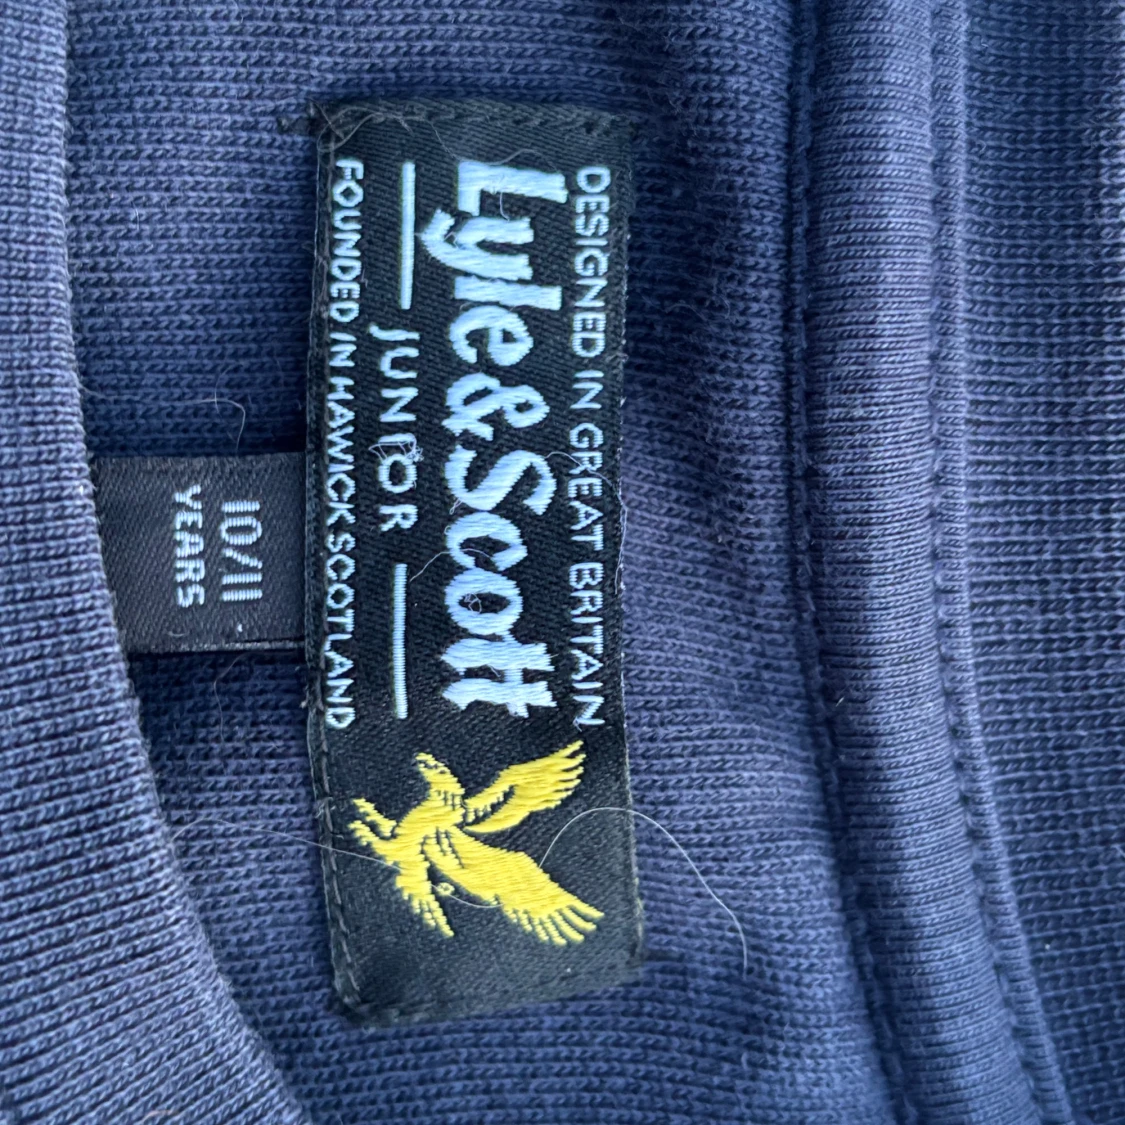 DESIGNED IN GREAT BRITAIN
Lyle&Scott
JUNIOR
FOUNDED IN HAWICK SCOTLAND
10/11
YEARS